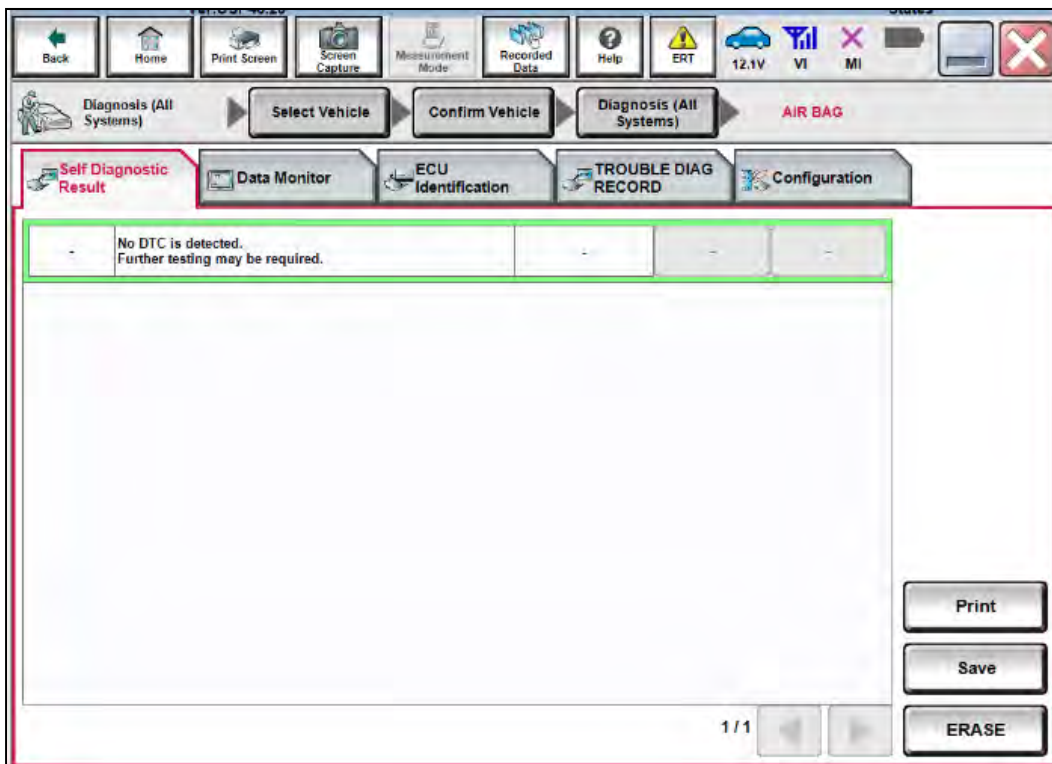 Back
Home
Print Screen
Screen
Capture
Measurement
Mode
Recorded
Data
Help
ERT
12.1V
VI
MI
Diagnosis (All
Systems)
Select Vehicle
Confirm Vehicle
Diagnosis (All
Systems)
AIR BAG
Self Diagnostic
Result
Data Monitor
ECU
Identification
TROUBLE DIAG
RECORD
Configuration
-
No DTC is detected.
Further testing may be required.
-
-
-
Print
Save
1/1
ERASE